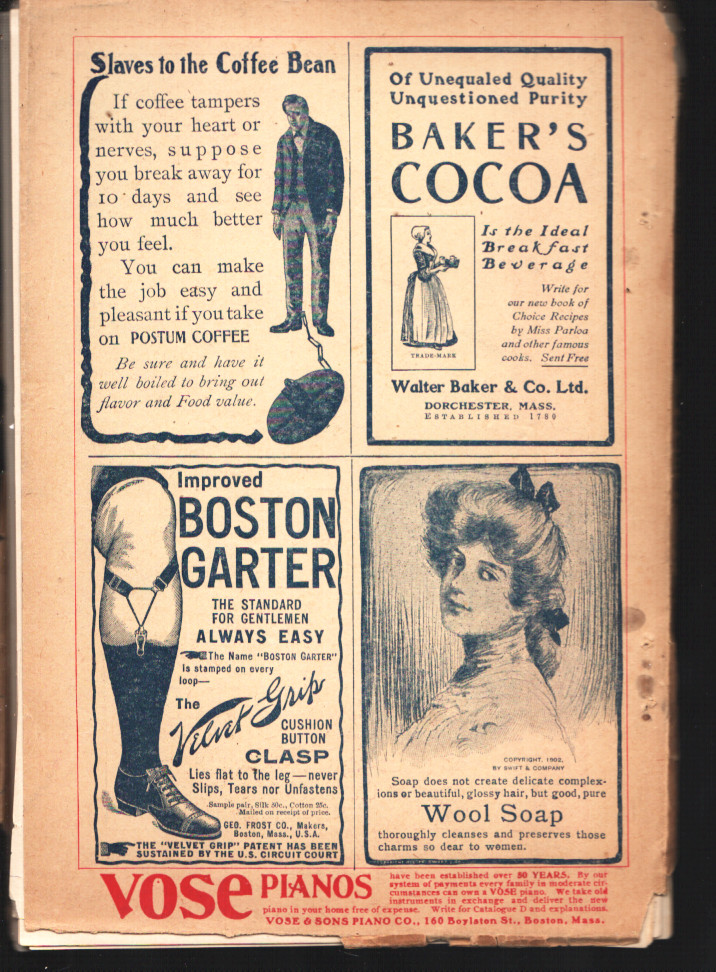 Slaves to the Coffee Bean
If coffee tampers
with your heart or
nerves, suppose
you break away for
10 days and see
how much better
you feel.
You can make
the job easy and
pleasant if you take
on POSTUM COFFEE
Be sure and have it
well boiled to bring out
flavor and Food value.
Of Unequaled Quality
Unquestioned Purity
BAKER'S
COCOA
Is the Ideal
Breakfast
Beverage
Write for
our new book of
Choice Recipes
by Miss Parloa
and other famous
cooks. Sent Free
TRADE-MARK
Walter Baker & Co. Ltd.
DORCHESTER, MASS.
ESTABLISHED 1780
Improved
BOSTON
GARTER
THE STANDARD
FOR GENTLEMEN
ALWAYS EASY
The Name "BOSTON GARTER"
is stamped on every
loop—
The
Velvet Grip
CUSHION
BUTTON
CLASP
Lies flat to the leg—never
Slips, Tears nor Unfastens
Sample pair, Silk 50c., Cotton 25c.
Mailed on receipt of price.
GEO. FROST CO., Makers,
Boston, Mass., U.S.A.
THE "VELVET GRIP" PATENT HAS BEEN
SUSTAINED BY THE U.S. CIRCUIT COURT
COPYRIGHT, 1902,
BY SWIFT & COMPANY
Soap does not create delicate complex-
ions or beautiful, glossy hair, but good, pure
Wool Soap
thoroughly cleanses and preserves those
charms so dear to women.
VOSE PIANOS
have been established over 50 YEARS. By our
system of payments every family in moderate cir-
cumstances can own a VOSE piano. We take old
instruments in exchange and deliver the new
piano in your home free of expense. Write for Catalogue D and explanations.
VOSE & SONS PIANO CO., 160 Boylston St., Boston, Mass.